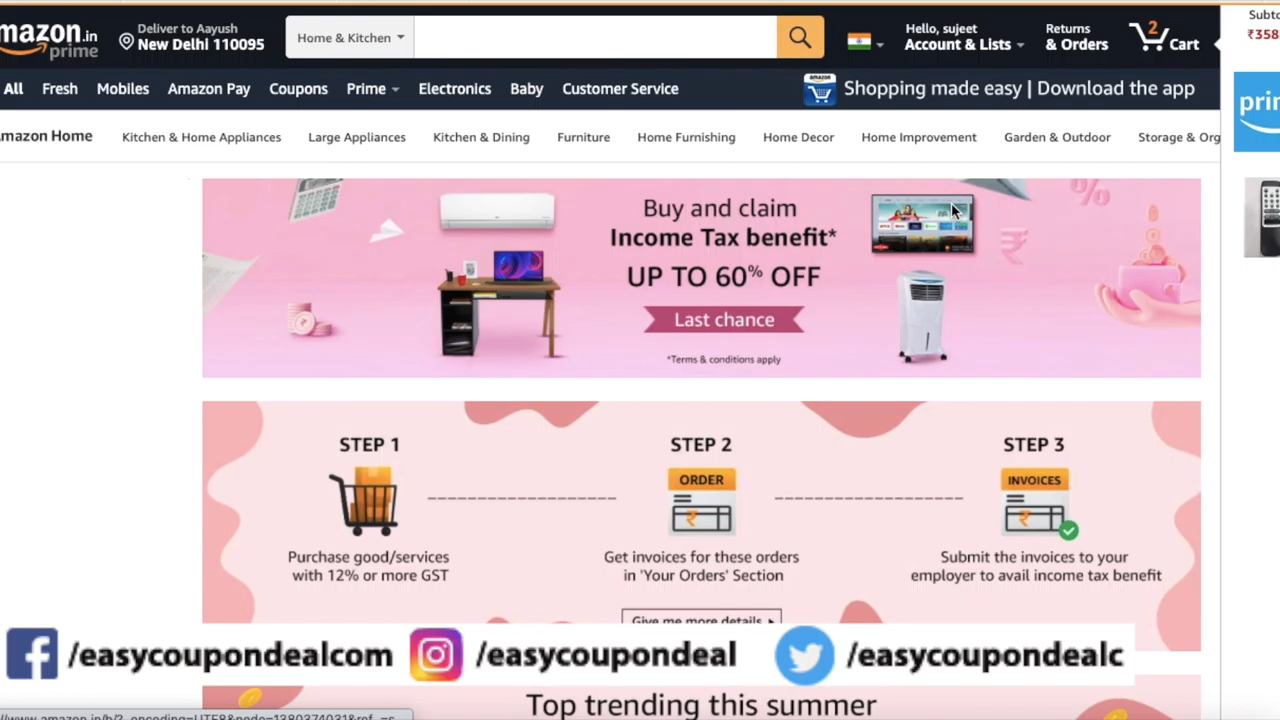 mazon.in
prime
Deliver to Aayush
New Delhi 110095
Home & Kitchen
Hello, sujeet
Account & Lists
Returns
& Orders
2
Cart
Subto
₹358
All Fresh Mobiles Amazon Pay Coupons Prime Electronics Baby Customer Service
amazon
Shopping made easy | Download the app
prim
mazon Home Kitchen & Home Appliances Large Appliances Kitchen & Dining Furniture Home Furnishing Home Decor Home Improvement Garden & Outdoor Storage & Org
Buy and claim
Income Tax benefit*
UP TO 60% OFF
Last chance
*Terms & conditions apply
STEP 1
STEP 2
STEP 3
ORDER
INVOICES
Purchase good/services
with 12% or more GST
Get invoices for these orders
in 'Your Orders' Section
Submit the invoices to your
employer to avail income tax benefit
Give me more details
/easycoupondealcom /easycoupondeal /easycoupondealc
Top trending this summer